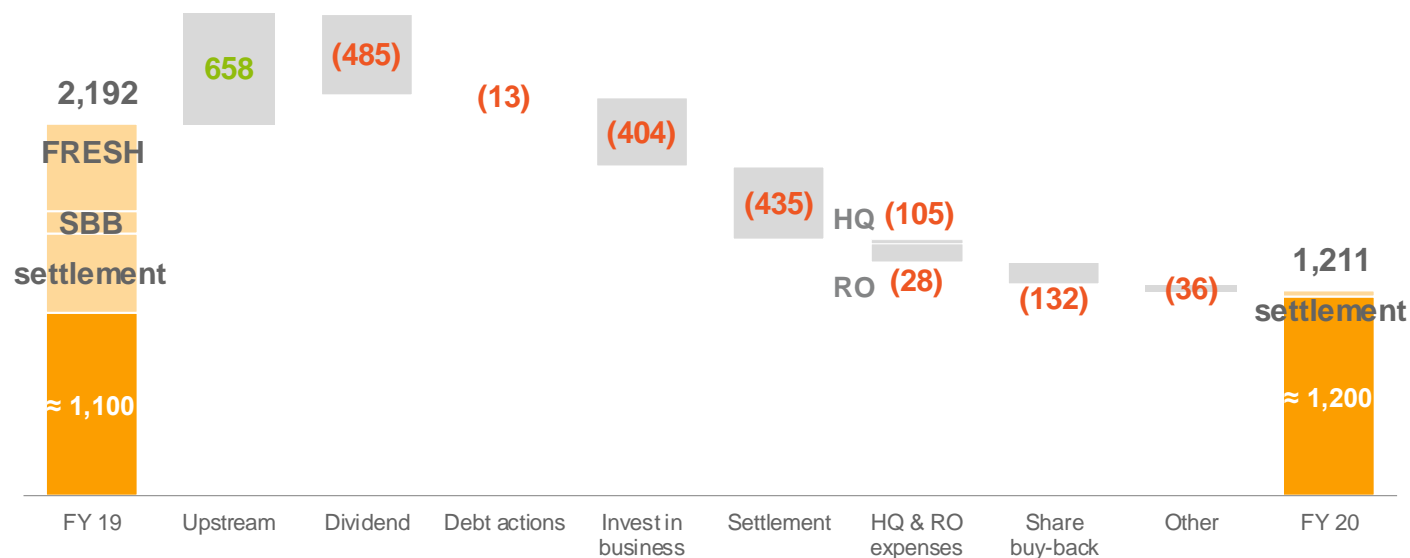 2,192
FRESH
SBB
settlement
≈ 1,100
658
(485)
(13)
(404)
(435)
HQ (105)
RO (28)
(132)
(36)
1,211
settlement
≈ 1,200
FY 19
Upstream
Dividend
Debt actions
Invest in
business
Settlement
HQ & RO
expenses
Share
buy-back
Other
FY 20